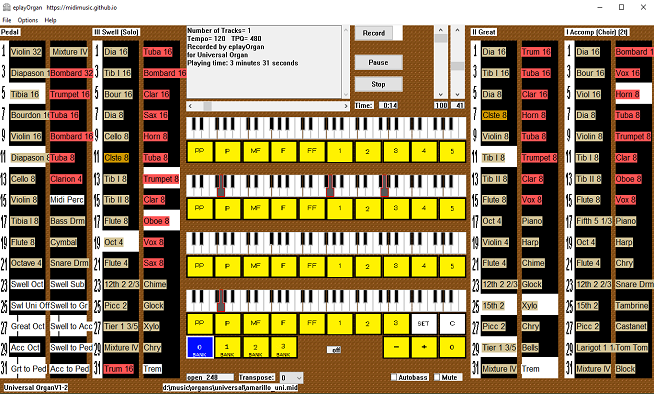 eplayOrgan https://midimusic.github.io
File Options Help
Pedal III Swell (Solo) II Great I Accomp (Choir) (2t)
Number of Tracks= 1
Tempo= 120 TPQ= 480
Recorded by eplayOrgan
for Universal Organ
Playing time: 3 minutes 31 seconds
Record
Pause
Stop
Time: 0:14 100 41
1 Violin 32 Mixture IV 1 Dia 16 Tuba 16
3 Diapason 1 Bombard 32 3 Tib I 16 Bombard 16
5 Tibia 16 Trumpet 16 5 Tib II 16 Clar 16
7 Bourdon 16 Tuba 16 7 Dia 8 Sax 16
9 Violin 16 Bombard 16 9 Cello 8 Horn 8
11 Diapason 8 Tuba 8 11 Clste 8 Tuba 8
13 Cello 8 Clarion 4 13 Tib I 8 Trumpet 8
15 Violin 8 Midi Perc 15 Tib II 8 Clar 8
17 Tibia I 8 Bass Drm 17 Flute 8 Oboe 8
19 Flute 8 Cymbal 19 Oct 4 Vox 8
21 Octave 4 Snare Drm 21 Flute 4 Sax 8
23 Swell Oct Swell Sub 23 12th 2 2/3 Chime
25 Swl Uni Off Swell to Gr 25 Picc 2 Glock
27 Great Oct Swell to Acc 27 Tier 1 3/5 Xylo
29 Acc Oct Swell to Ped 29 Mixture IV Chry
31 Grt to Ped Acc to Ped 31 Trum 16 Trem
PP P MF F FF 1 2 3 4 5
PP P MF F FF 1 2 3 4 5
PP P MF F FF 1 2 3 4 5
PP P MF F FF 1 2 3 SET C
0 BANK 1 BANK 2 BANK 3 BANK off - + 0
1 Dia 16 Trum 16 1 Dia 16 Bombard 1
3 Tib I 16 Tuba 16 3 Bour 16 Vox 16
5 Oct 16 Clar 16 5 Viol 16 Horn 8
7 Clste 8 Horn 8 7 Dia 8 Tuba 8
9 Violin 8 Tuba 8 9 Violin 8 Trumpet 8
11 Tib I 8 Trumpet 8 11 Tib I 8 Clar 8
13 Tib II 8 Clar 8 13 Tib II 8 Oboe 8
15 Flute 8 Vox 8 15 Flute 8 Vox 8
17 Oct 4 Piano 17 Fifth 5 1/3 Piano
19 Violin 4 Harp 19 Oct 4 Harp
21 Flute 4 Chime 21 Flute 4 Chry
23 12th 2 2/3 Glock 23 12th 2 2/3 Snare Drm
25 15th 2 Xylo 25 15th 2 Tambrine
27 Picc 2 Chry 27 Picc 2 Castanet
29 Tier 1 3/5 Bells 29 Larigot 1 1 Tom Tom
31 Mixture IV Trem 31 Mixture IV Block
open_248 Transpose: 0 Autobass Mute
Universal OrganV1-2 d:\music\organs\universal\amarillo_uni.mid